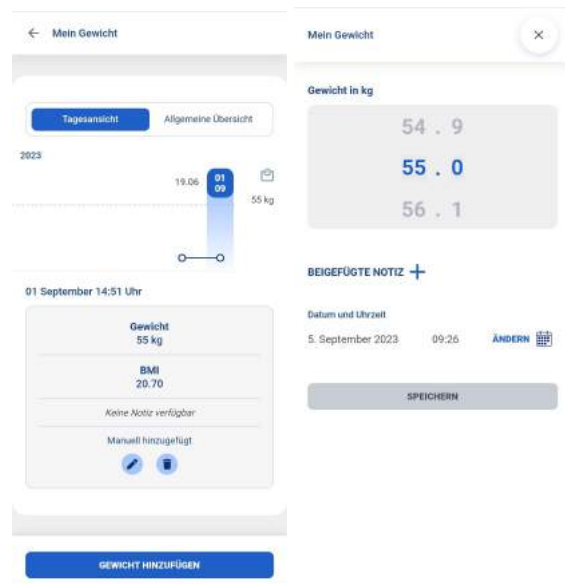 Mein Gewicht
Tagesansicht Allgemeine Übersicht
2023
19.06 01 09
55 kg
01 September 14:51 Uhr
Gewicht
55 kg
BMI
20.70
Keine Notiz verfügbar
Manuell hinzugefügt
GEWICHT HINZUFÜGEN
Mein Gewicht
Gewicht in kg
54 . 9
55 . 0
56 . 1
BEIGEFÜGTE NOTIZ
Datum und Uhrzeit
5. September 2023 09:26 ÄNDERN
SPEICHERN